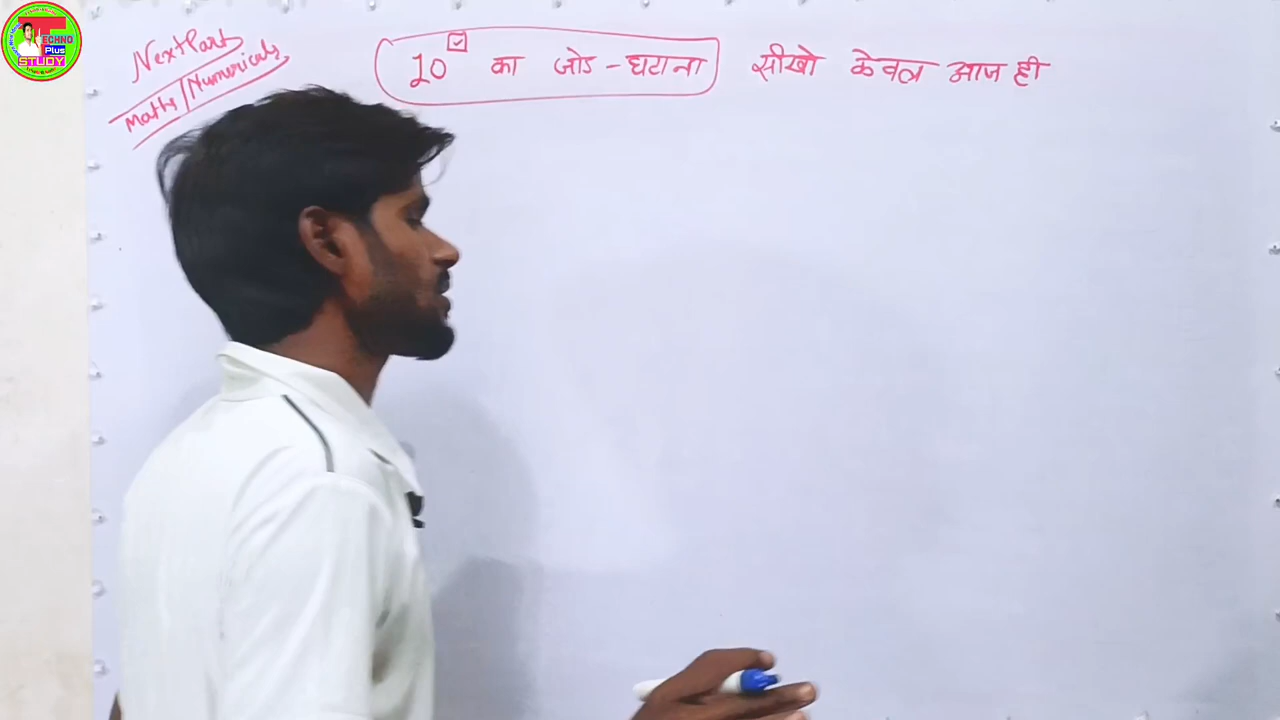 TECHNO
Plus
STUDY
Next Part
Maths/Numericals
10 का जोड - घटाना सीखो केवल आज ही